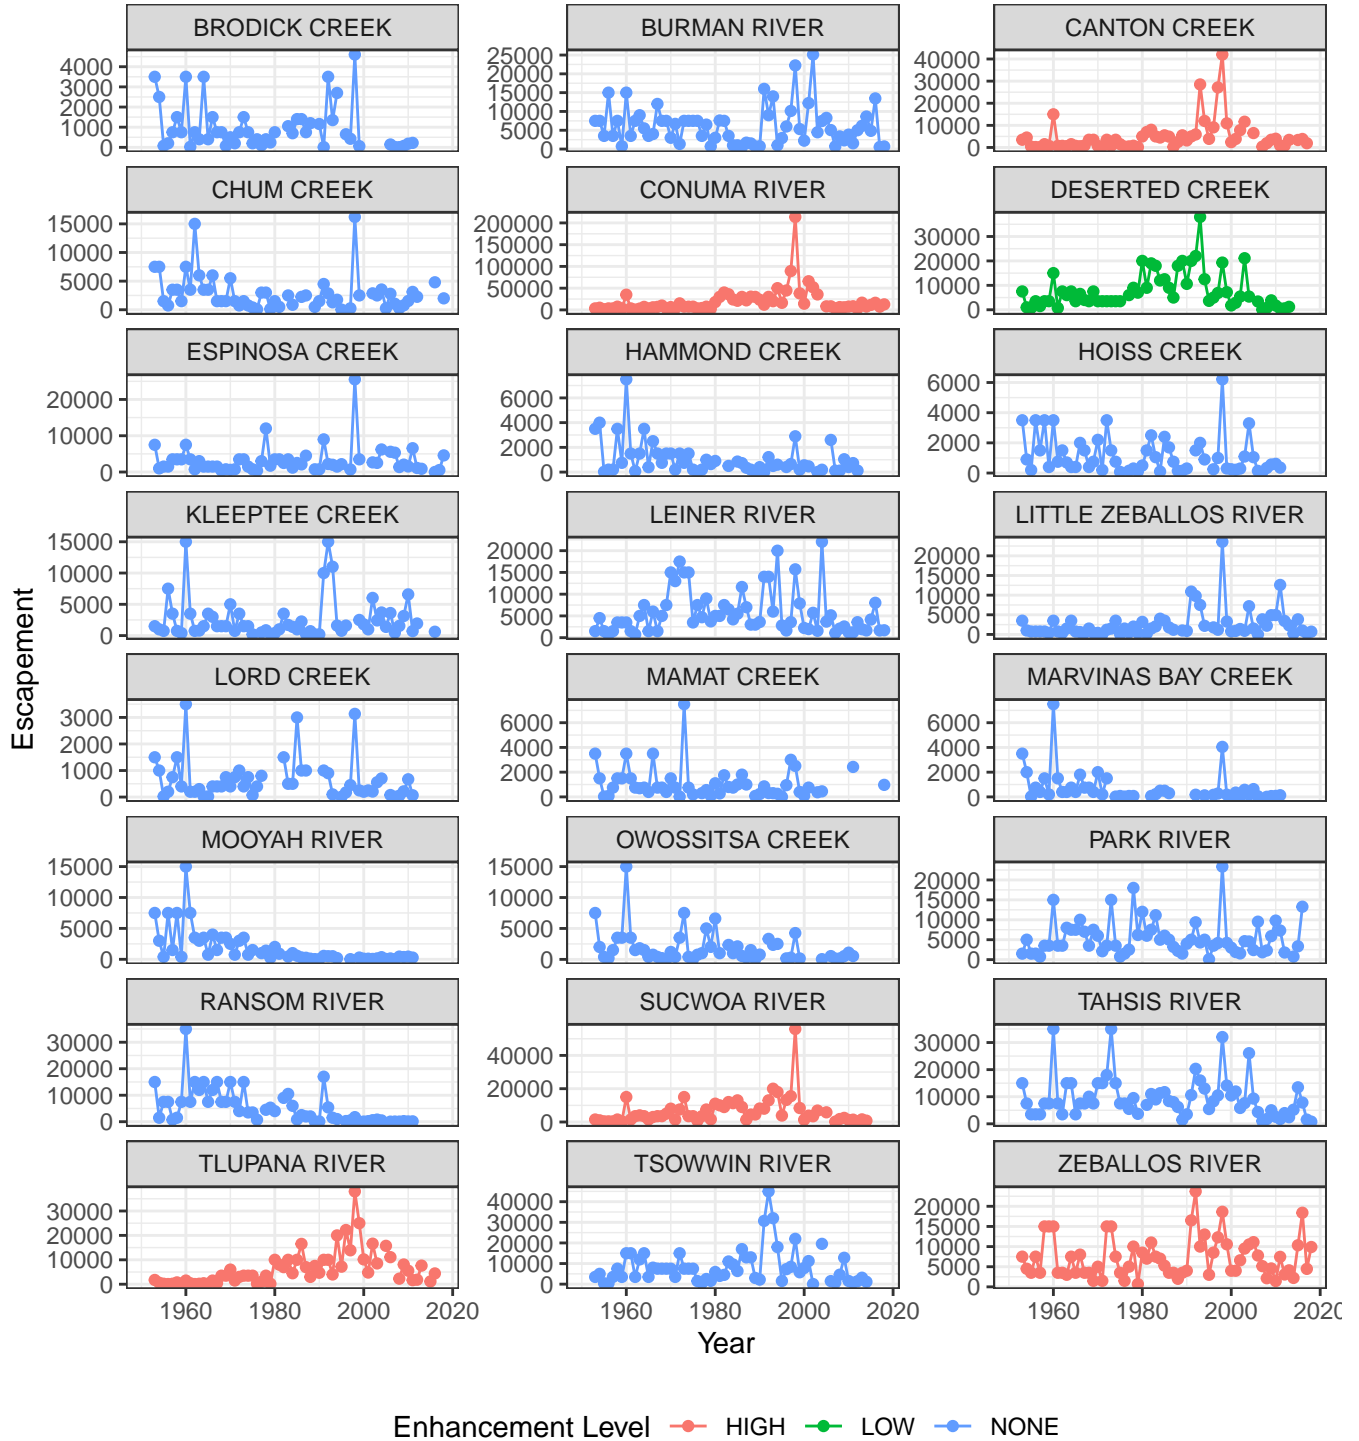 BRODICK CREEK BURMAN RIVER CANTON CREEK
4000 25000 40000
3000 20000 30000
2000 15000 20000
1000 10000 10000
0 5000 0
0
CHUM CREEK CONUMA RIVER DESERTED CREEK
15000 200000 30000
10000 150000 20000
5000 100000 10000
0 50000 0
0
ESPINOSA CREEK HAMMOND CREEK HOISS CREEK
20000 6000 6000
10000 4000 4000
0 2000 2000
0 0
KLEEPTEE CREEK LEINER RIVER LITTLE ZEBALLOS RIVER
15000 20000 20000
10000 15000 15000
5000 10000 10000
0 5000 5000
0 0
Escapement
LORD CREEK MAMAT CREEK MARVINAS BAY CREEK
3000 6000 6000
2000 4000 4000
1000 2000 2000
0 0 0
MOOYAH RIVER OWOSSITSA CREEK PARK RIVER
15000 15000 20000
10000 10000 15000
5000 5000 10000
0 0 5000
0
RANSOM RIVER SUCWOA RIVER TAHSIS RIVER
30000 40000 30000
20000 20000 20000
10000 0 10000
0 0
TLUPANA RIVER TSOWWIN RIVER ZEBALLOS RIVER
30000 40000 20000
20000 30000 15000
10000 20000 10000
0 10000 5000
0 0
1960 1980 2000 2020 1960 1980 2000 2020 1960 1980 2000 2020
Year
Enhancement Level HIGH LOW NONE